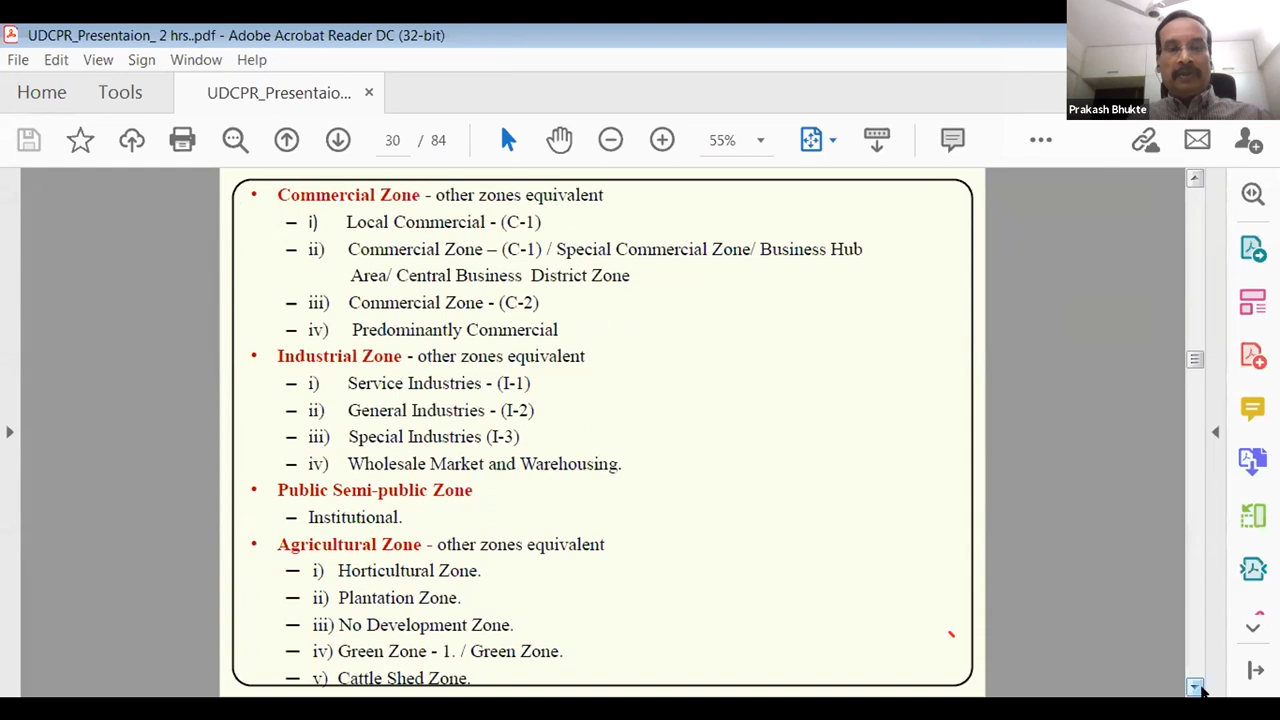 UDCPR_Presentaion_ 2 hrs..pdf - Adobe Acrobat Reader DC (32-bit)
File Edit View Sign Window Help
Home Tools UDCPR_Presentaio... ×
30 / 84 55%
Prakash Bhukte
• Commercial Zone - other zones equivalent
– i) Local Commercial - (C-1)
– ii) Commercial Zone – (C-1) / Special Commercial Zone/ Business Hub
Area/ Central Business District Zone
– iii) Commercial Zone - (C-2)
– iv) Predominantly Commercial
• Industrial Zone - other zones equivalent
– i) Service Industries - (I-1)
– ii) General Industries - (I-2)
– iii) Special Industries (I-3)
– iv) Wholesale Market and Warehousing.
• Public Semi-public Zone
– Institutional.
• Agricultural Zone - other zones equivalent
– i) Horticultural Zone.
– ii) Plantation Zone.
– iii) No Development Zone.
– iv) Green Zone - 1. / Green Zone.
– v) Cattle Shed Zone.